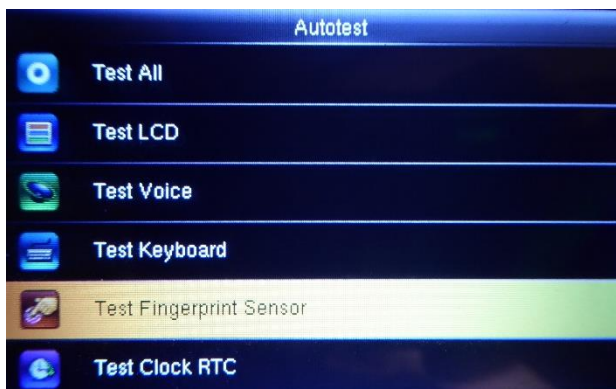 Autotest
Test All
Test LCD
Test Voice
Test Keyboard
Test Fingerprint Sensor
Test Clock RTC